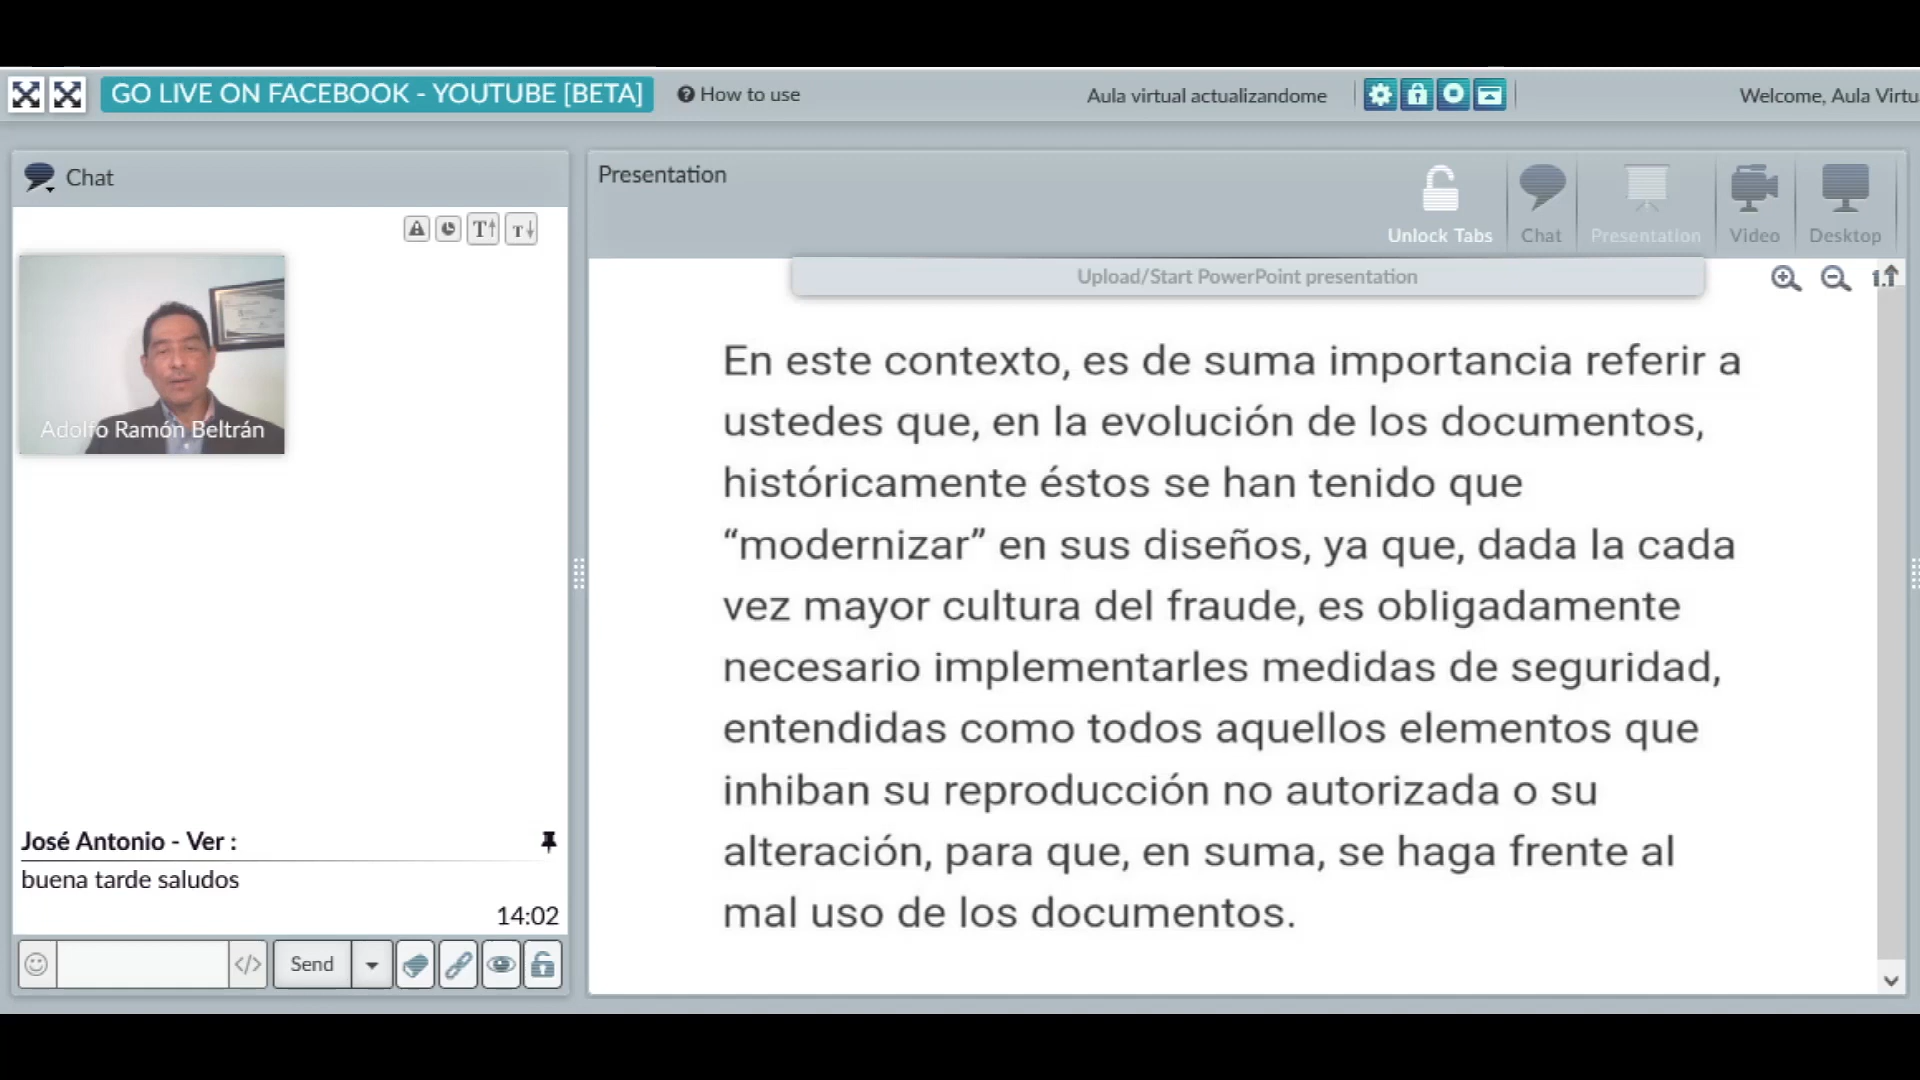 GO LIVE ON FACEBOOK - YOUTUBE [BETA]
How to use
Aula virtual actualizandome
Welcome, Aula Virtu
Chat
Adolfo Ramón Beltrán
José Antonio - Ver :
buena tarde saludos
14:02
Send
Presentation
Unlock Tabs
Chat
Presentation
Video
Desktop
Upload/Start PowerPoint presentation
En este contexto, es de suma importancia referir a
ustedes que, en la evolución de los documentos,
históricamente éstos se han tenido que
“modernizar” en sus diseños, ya que, dada la cada
vez mayor cultura del fraude, es obligadamente
necesario implementarles medidas de seguridad,
entendidas como todos aquellos elementos que
inhiban su reproducción no autorizada o su
alteración, para que, en suma, se haga frente al
mal uso de los documentos.